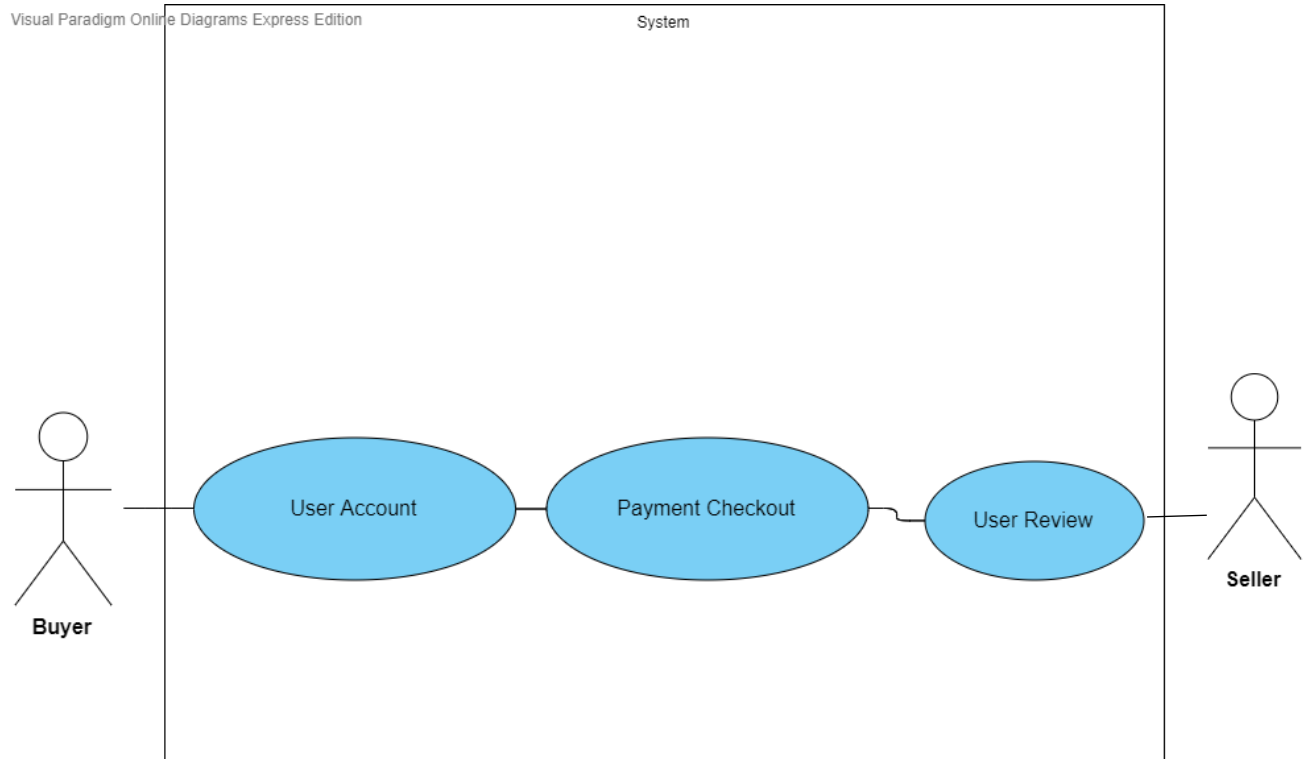 Visual Paradigm Online Diagrams Express Edition
System
User Account
Payment Checkout
User Review
Buyer
Seller